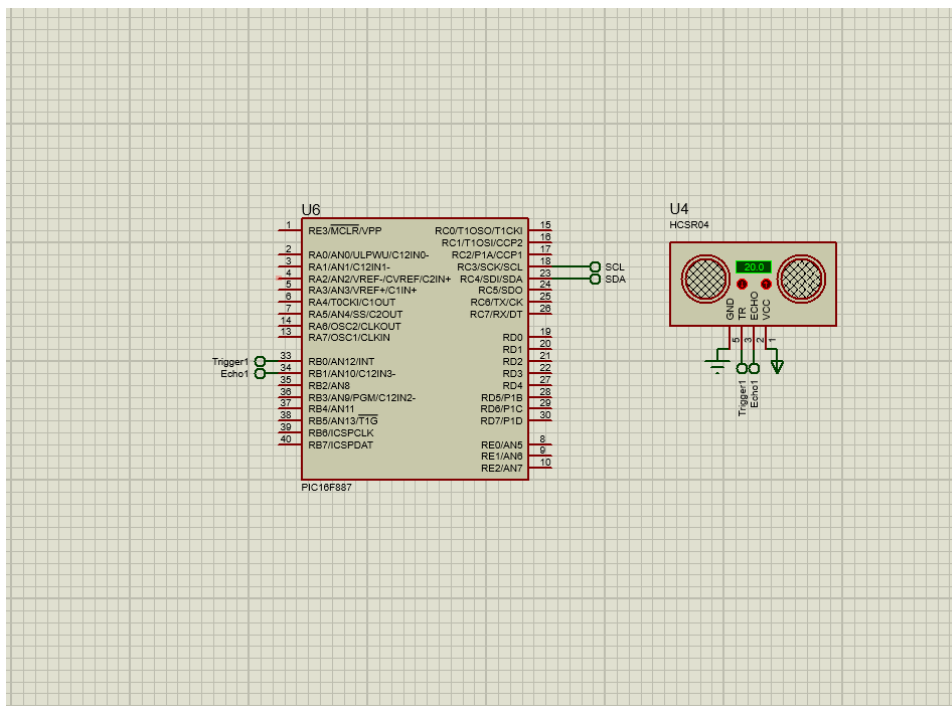 U6
1 RE3/MCLR/VPP
2 RA0/AN0/ULPWU/C12IN0-
3 RA1/AN1/C12IN1-
4 RA2/AN2/VREF-/CVREF/C2IN+
5 RA3/AN3/VREF+/C1IN+
6 RA4/T0CKI/C1OUT
7 RA5/AN4/SS/C2OUT
14 RA6/OSC2/CLKOUT
13 RA7/OSC1/CLKIN
Trigger1 33 RB0/AN12/INT
Echo1 34 RB1/AN10/C12IN3-
35 RB2/AN8
36 RB3/AN9/PGM/C12IN2-
37 RB4/AN11
38 RB5/AN13/T1G
39 RB6/ICSPCLK
40 RB7/ICSPDAT
RC0/T1OSO/T1CKI 15
RC1/T1OSI/CCP2 16
RC2/P1A/CCP1 17
RC3/SCK/SCL 18 SCL
RC4/SDI/SDA 23 SDA
RC5/SDO 24
RC6/TX/CK 25
RC7/RX/DT 26
RD0 19
RD1 20
RD2 21
RD3 22
RD4 27
RD5/P1B 28
RD6/P1C 29
RD7/P1D 30
RE0/AN5 8
RE1/AN6 9
RE2/AN7 10
PIC16F887
U4
HCSR04
20.0
GND
TR
ECHO
VCC
5
3
2
1
Trigger1
Echo1